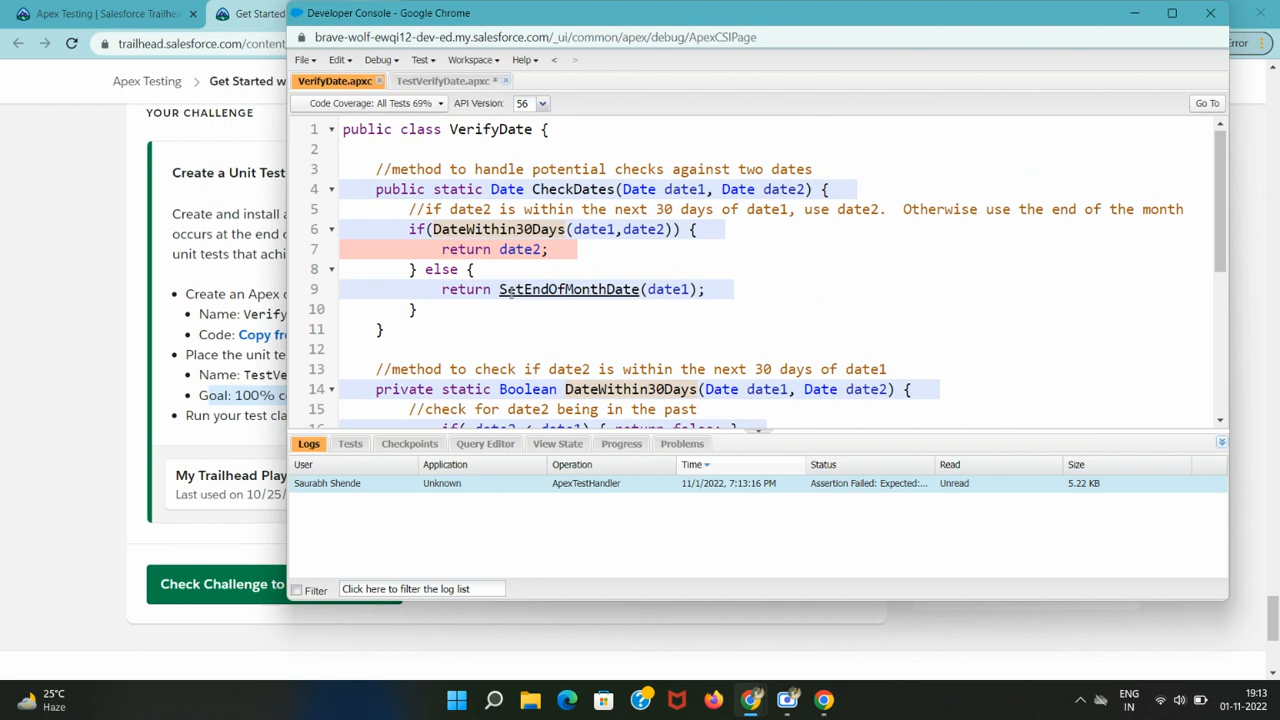 Apex Testing | Salesforce Trailhe
Get Started
Developer Console - Google Chrome
brave-wolf-ewqi12-dev-ed.my.salesforce.com/_ui/common/apex/debug/ApexCSIPage
trailhead.salesforce.com/content
Error
File Edit Debug Test Workspace Help < >
Apex Testing > Get Started w
VerifyDate.apxc TestVerifyDate.apxc *
Code Coverage: All Tests 69% API Version: 56 Go To
YOUR CHALLENGE
Create a Unit Test
Create and install a
occurs at the end o
unit tests that achie
Create an Apex c
Name: Verify
Code: Copy fro
Place the unit te
Name: TestVe
Goal: 100% c
Run your test cla
My Trailhead Play
Last used on 10/25/
Check Challenge to
1 public class VerifyDate {
2
3 //method to handle potential checks against two dates
4 public static Date CheckDates(Date date1, Date date2) {
5 //if date2 is within the next 30 days of date1, use date2.  Otherwise use the end of the month
6 if(DateWithin30Days(date1,date2)) {
7 return date2;
8 } else {
9 return SetEndOfMonthDate(date1);
10 }
11 }
12
13 //method to check if date2 is within the next 30 days of date1
14 private static Boolean DateWithin30Days(Date date1, Date date2) {
15 //check for date2 being in the past
16 if( date2 < date1) { return false; }
Logs Tests Checkpoints Query Editor View State Progress Problems
User Application Operation Time Status Read Size
Saurabh Shende Unknown ApexTestHandler 11/1/2022, 7:13:16 PM Assertion Failed: Expected:... Unread 5.22 KB
Filter Click here to filter the log list
25°C
Haze
ENG
IN
19:13
01-11-2022